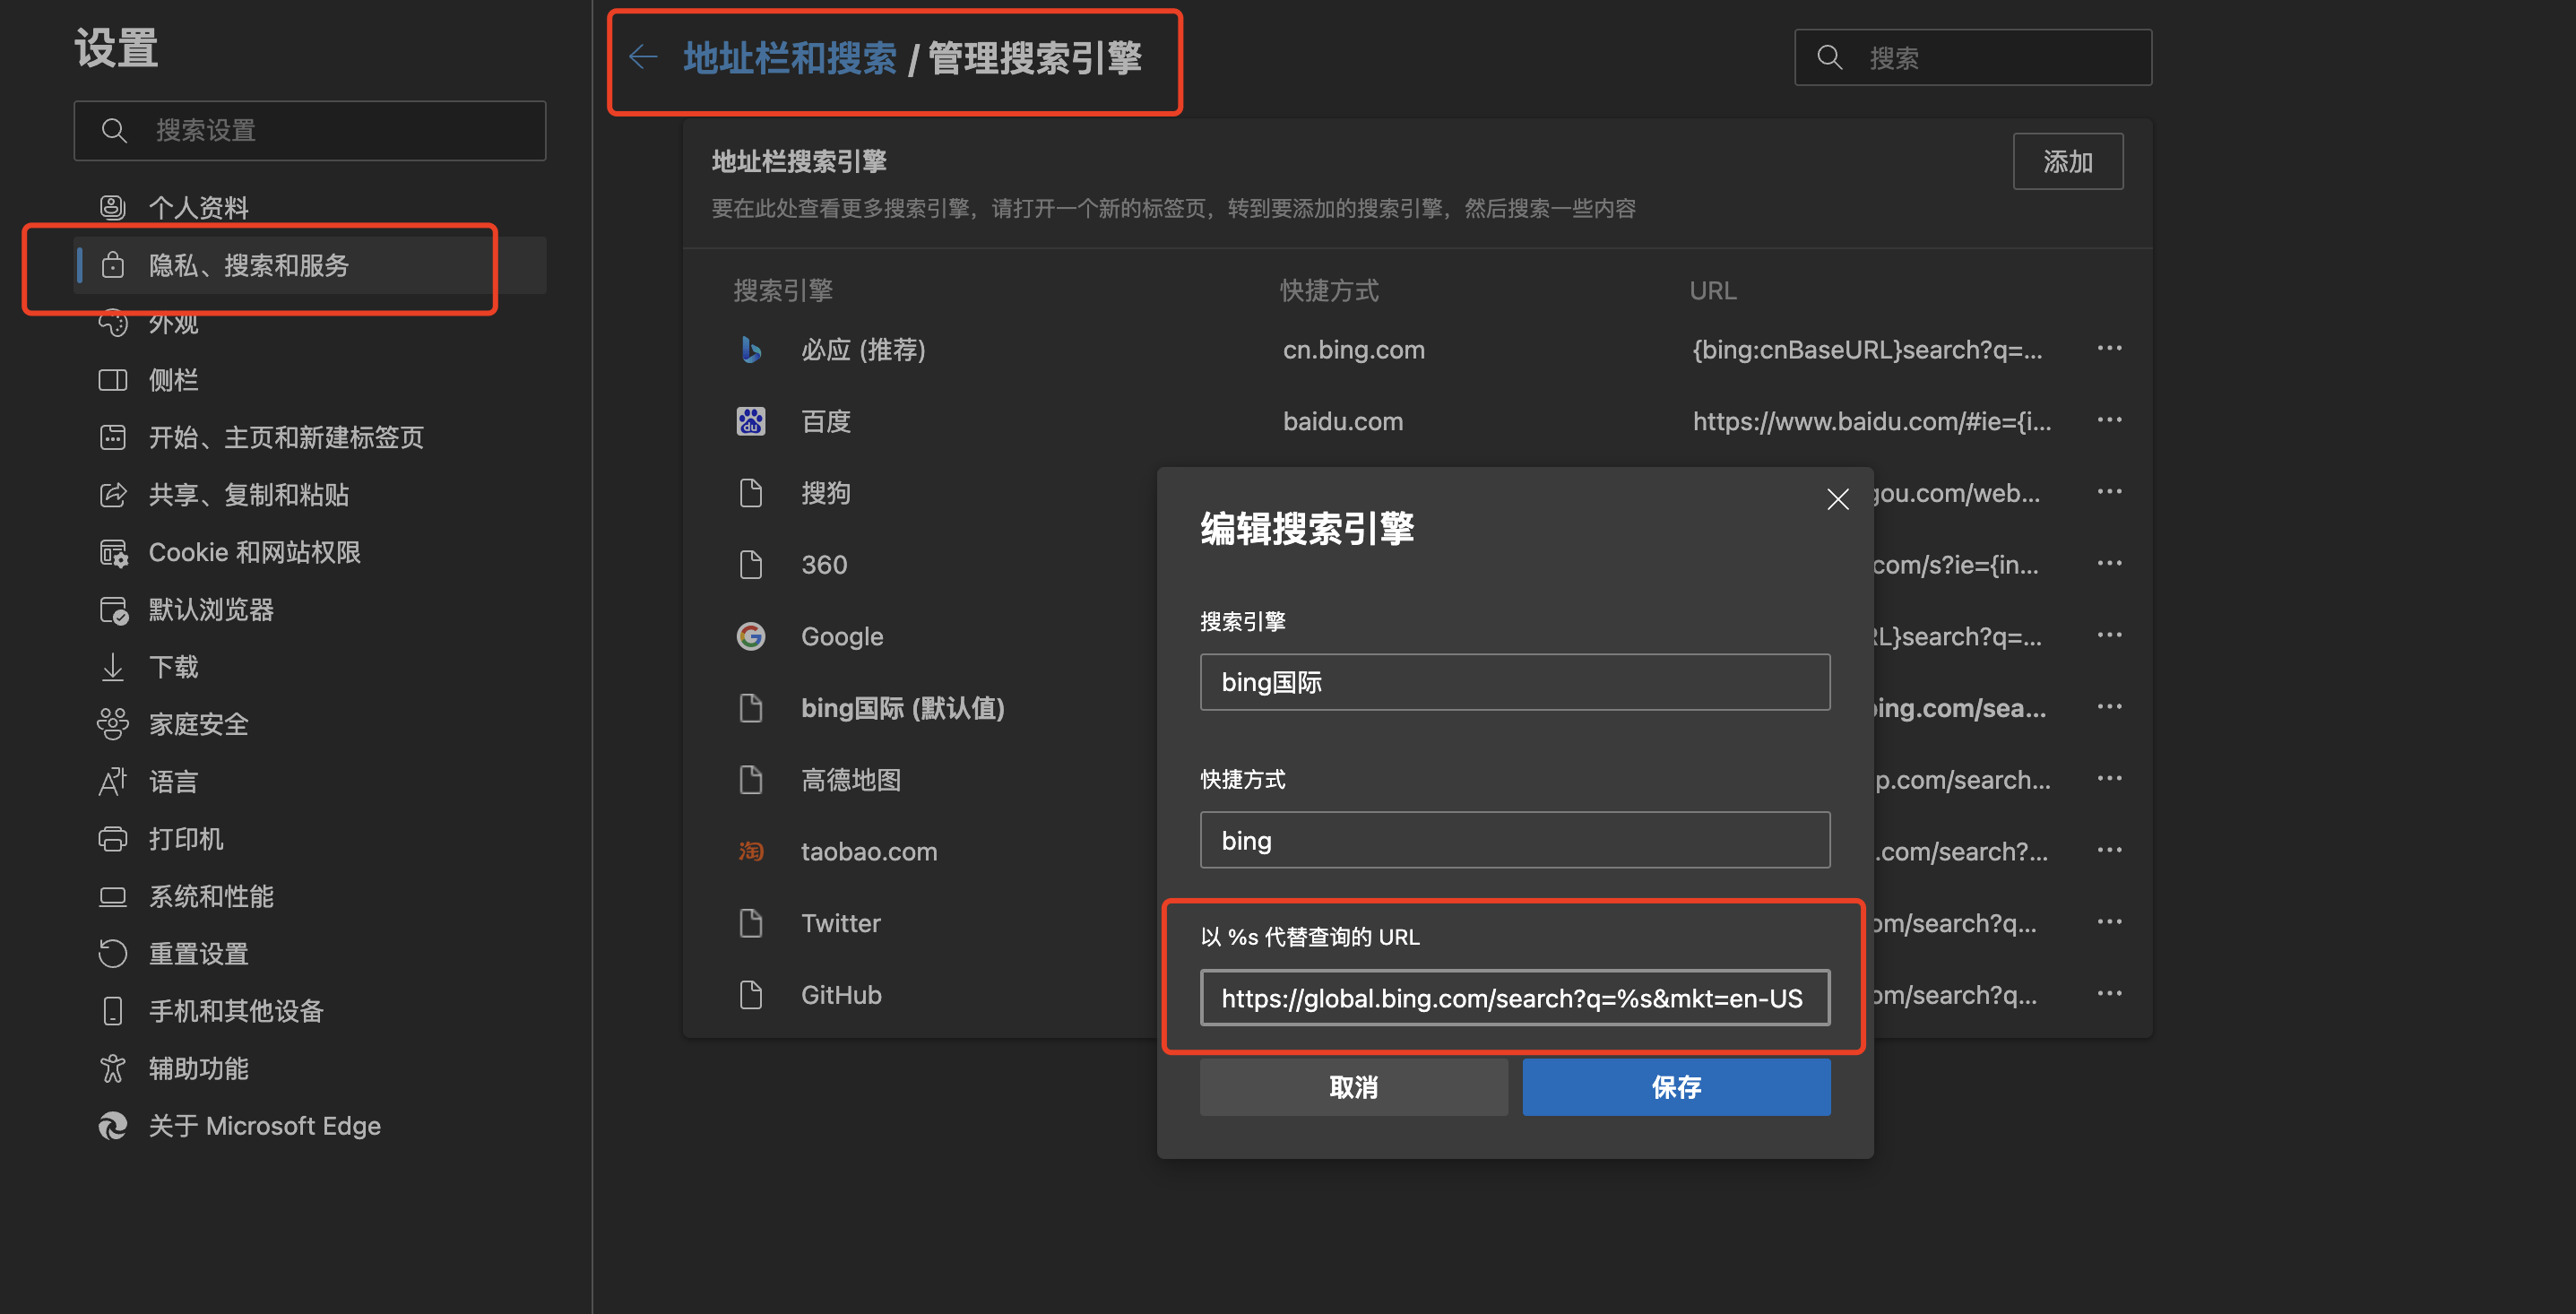 设置
搜索设置
个人资料
隐私、搜索和服务
外观
侧栏
开始、主页和新建标签页
共享、复制和粘贴
Cookie 和网站权限
默认浏览器
下载
家庭安全
语言
打印机
系统和性能
重置设置
手机和其他设备
辅助功能
关于 Microsoft Edge
地址栏和搜索 / 管理搜索引擎
搜索
地址栏搜索引擎
添加
要在此处查看更多搜索引擎，请打开一个新的标签页，转到要添加的搜索引擎，然后搜索一些内容
搜索引擎 快捷方式 URL
必应 (推荐) cn.bing.com {bing:cnBaseURL}search?q=...
百度 baidu.com https://www.baidu.com/#ie={i...
搜狗 gou.com/web...
360 com/s?ie={in...
Google RL}search?q=...
bing国际 (默认值) bing.com/sea...
高德地图 p.com/search...
taobao.com .com/search?...
Twitter om/search?q...
GitHub om/search?q...
编辑搜索引擎
搜索引擎
bing国际
快捷方式
bing
以 %s 代替查询的 URL
https://global.bing.com/search?q=%s&mkt=en-US
取消
保存